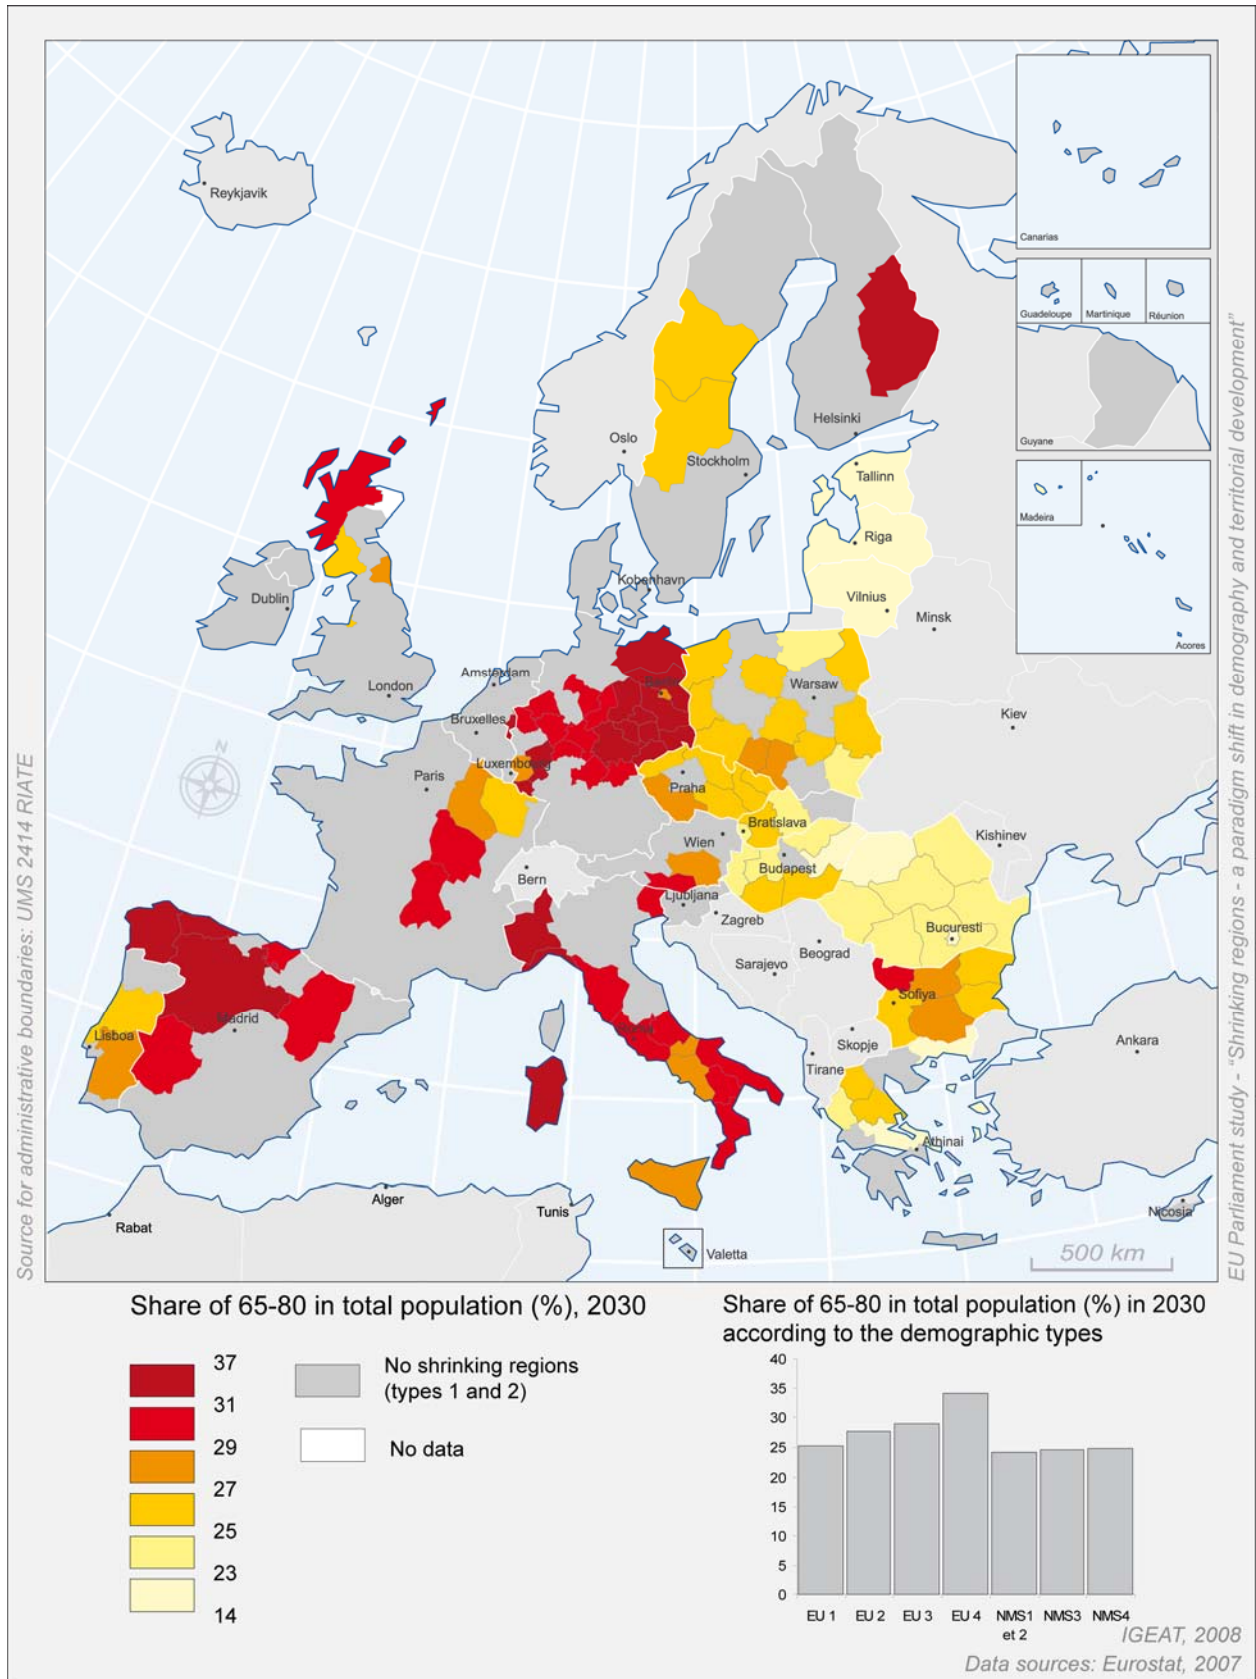 Source for administrative boundaries: UMS 2414 RIATE
EU Parliament study - "Shrinking regions - a paradigm shift in demography and territorial development"
Reykjavik
Canarias
Guadeloupe
Martinique
Réunion
Guyane
Madeira
Acores
Helsinki
Oslo
Stockholm
Tallinn
Riga
Vilnius
Minsk
Kobenhavn
Dublin
London
Amsterdam
Bruxelles
Berlin
Warsaw
Kiev
Luxembourg
Paris
Praha
Bratislava
Wien
Budapest
Kishinev
Bern
Ljubljana
Zagreb
Beograd
Bucuresti
Sarajevo
Sofiya
Madrid
Lisboa
Roma
Skopje
Tirane
Ankara
Athinai
Alger
Tunis
Rabat
Valetta
Nicosia
N
500 km
Share of 65-80 in total population (%), 2030
37
31
29
27
25
23
14
No shrinking regions
(types 1 and 2)
No data
Share of 65-80 in total population (%) in 2030
according to the demographic types
40
35
30
25
20
15
10
5
0
EU 1 EU 2 EU 3 EU 4 NMS1 NMS3 NMS4
et 2
IGEAT, 2008
Data sources: Eurostat, 2007